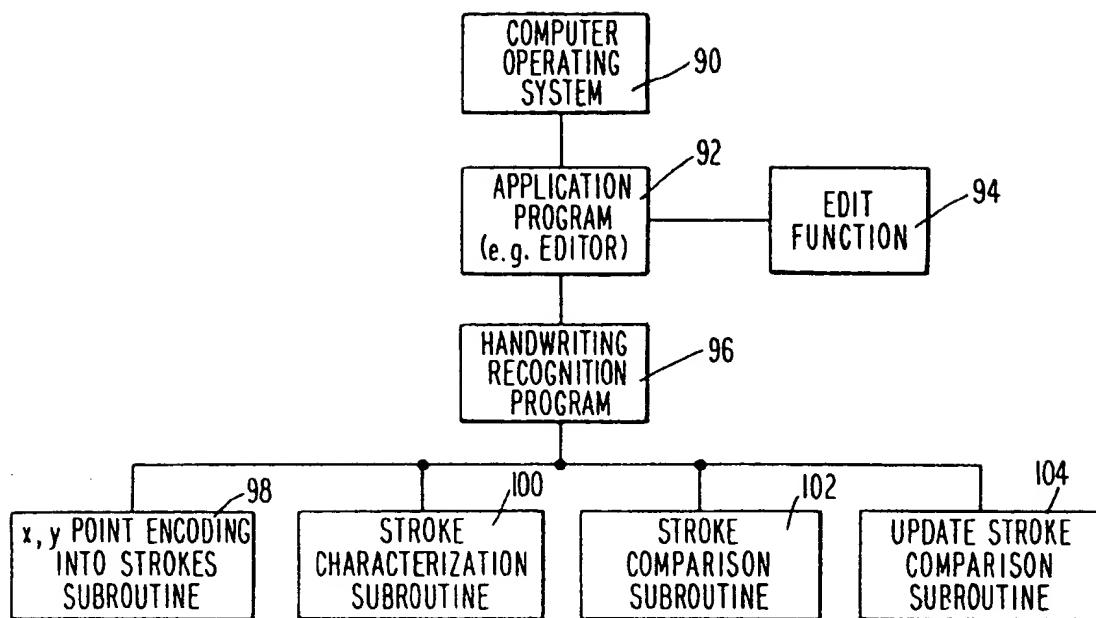 COMPUTER
OPERATING
SYSTEM
90
92
APPLICATION
PROGRAM
(e.g. EDITOR)
EDIT
FUNCTION
94
HANDWRITING
RECOGNITION
PROGRAM
96
98
x, y POINT ENCODING
INTO STROKES
SUBROUTINE
100
STROKE
CHARACTERIZATION
SUBROUTINE
102
STROKE
COMPARISON
SUBROUTINE
104
UPDATE STROKE
COMPARISON
SUBROUTINE